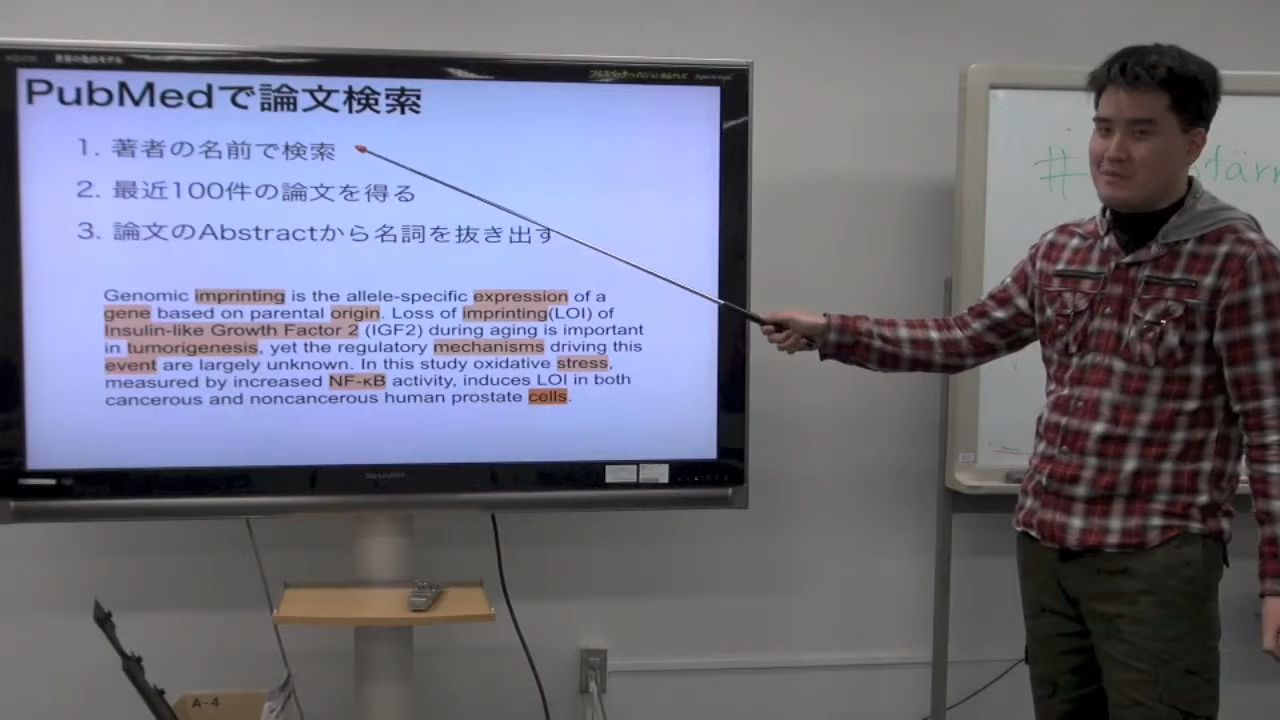 PubMedで論文検索
1. 著者の名前で検索
2. 最近100件の論文を得る
3. 論文のAbstractから名詞を抜き出す
Genomic imprinting is the allele-specific expression of a
gene based on parental origin. Loss of imprinting(LOI) of
Insulin-like Growth Factor 2 (IGF2) during aging is important
in tumorigenesis, yet the regulatory mechanisms driving this
event are largely unknown. In this study oxidative stress,
measured by increased NF-κB activity, induces LOI in both
cancerous and noncancerous human prostate cells.
SHARP
#
A-4